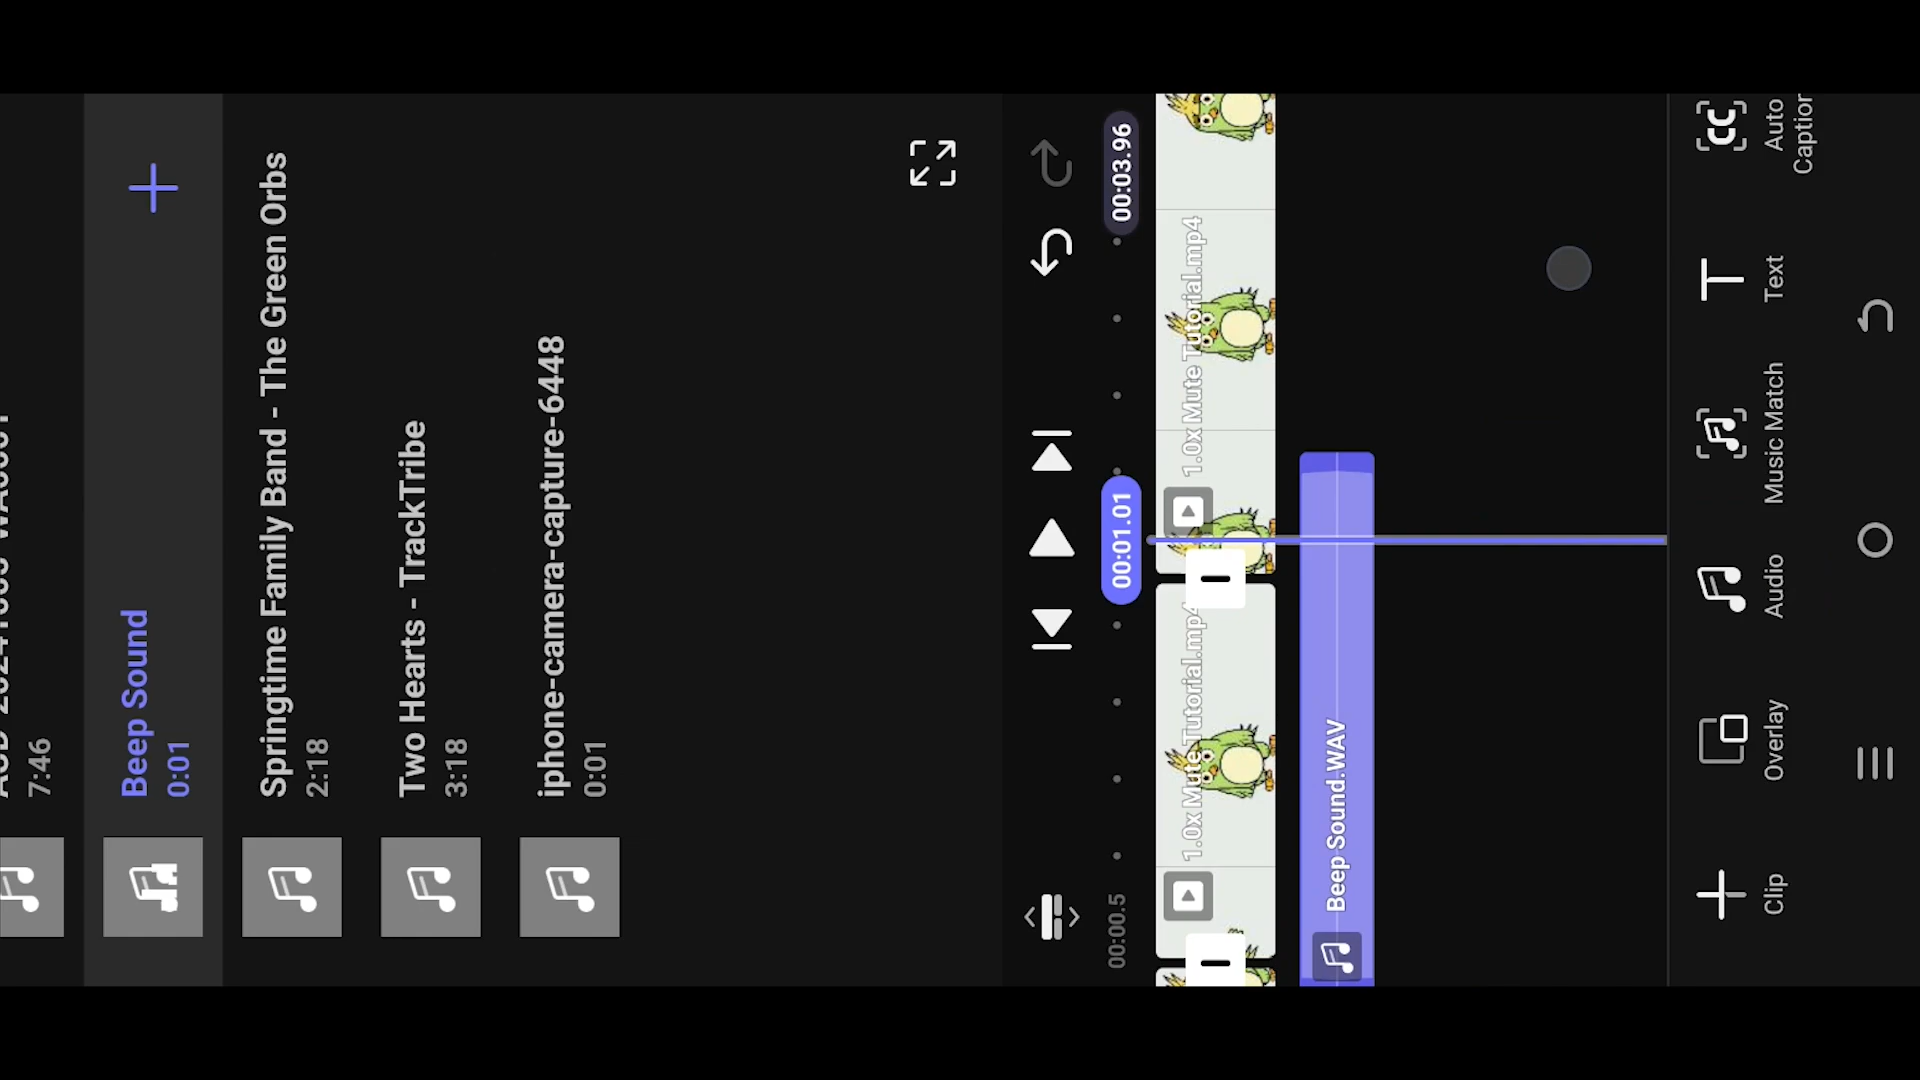 7:46
Beep Sound
0:01
Springtime Family Band - The Green Orbs
2:18
Two Hearts - TrackTribe
3:18
iphone-camera-capture-6448
0:01
00:00.5
00:01.01
00:03.96
1.0x Mute Tutorial.mp4
1.0x Mute Tutorial.mp4
Beep Sound.WAV
Clip
Overlay
Audio
Music Match
Text
CC
Auto
Caption